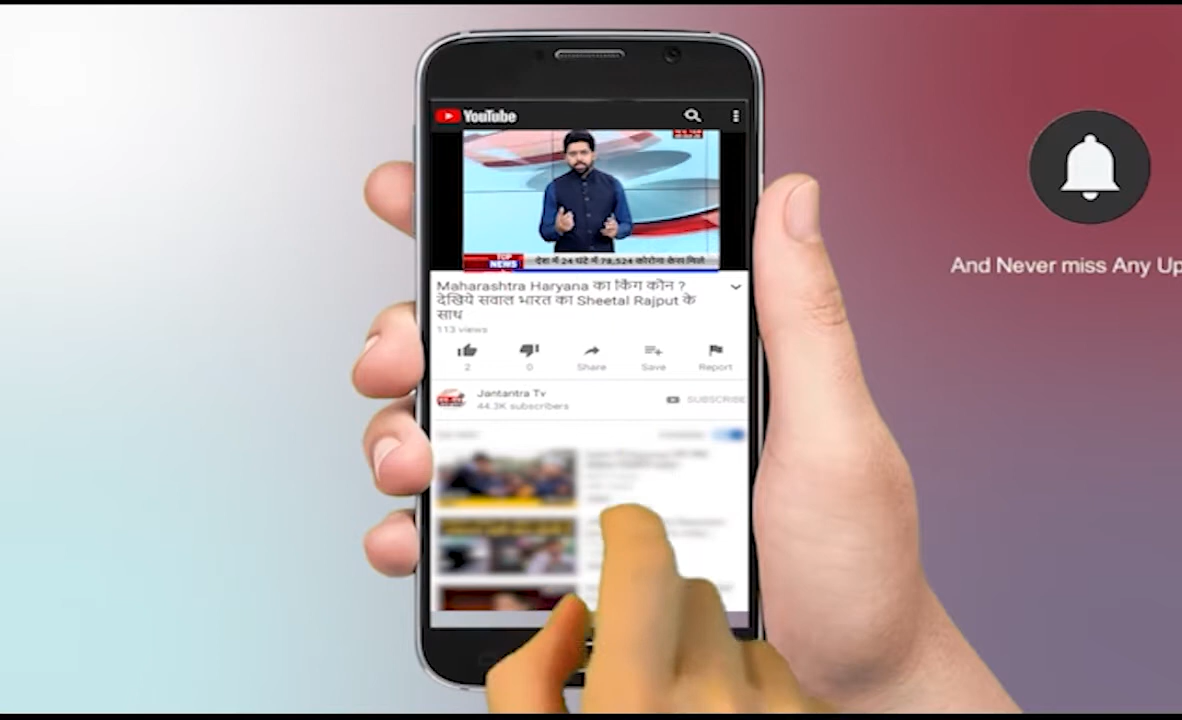 YouTube
TOP
NEWS
देश में 24 घंटे में 78,524 कोरोना केस मिले
Maharashtra Haryana का किंग कौन ?
देखिये सवाल भारत का Sheetal Rajput के
साथ
113 views
2
0
Share
Save
Report
Jantantra Tv
44.3K subscribers
SUBSCRIBE
And Never miss Any Up